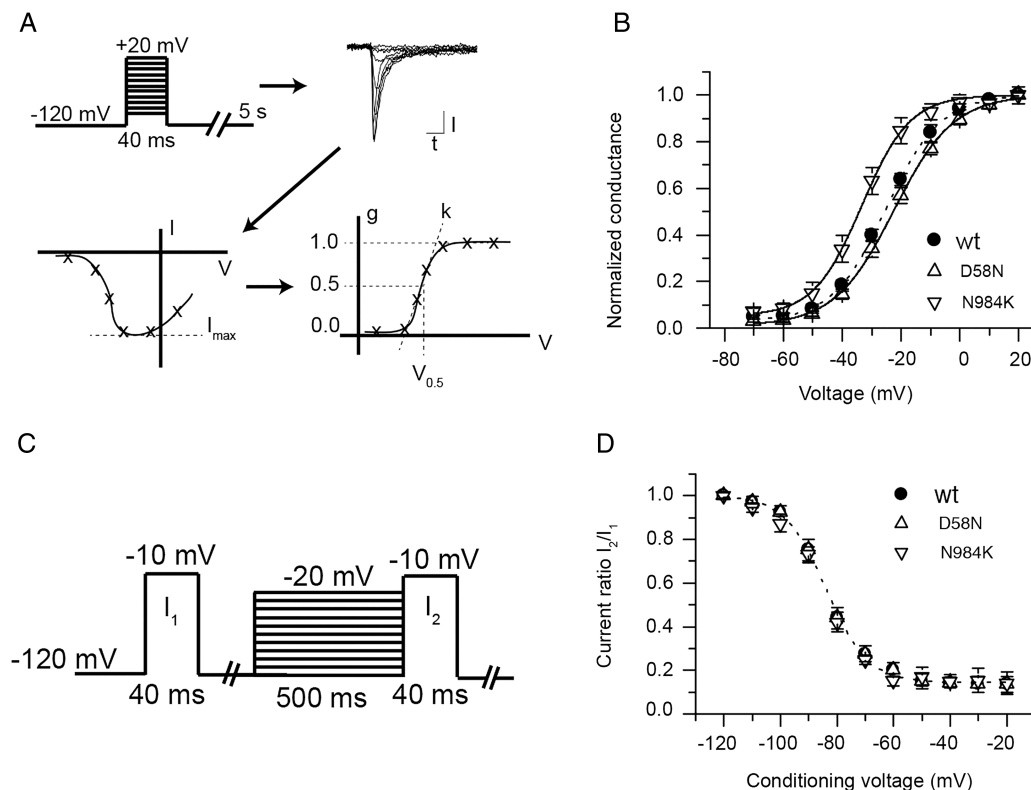 A
+20 mV
-120 mV
5 s
40 ms
I
t
I
V
I max
g
k
1.0
0.5
0.0
V
V 0.5
B
Normalized conductance
1.0
0.8
0.6
0.4
0.2
0.0
wt
D58N
N984K
-80 -60 -40 -20 0 20
Voltage (mV)
C
-10 mV
-20 mV
-10 mV
I1
I2
-120 mV
40 ms
500 ms
40 ms
D
Current ratio I2/I1
1.0
0.8
0.6
0.4
0.2
0.0
wt
D58N
N984K
-120 -100 -80 -60 -40 -20
Conditioning voltage (mV)